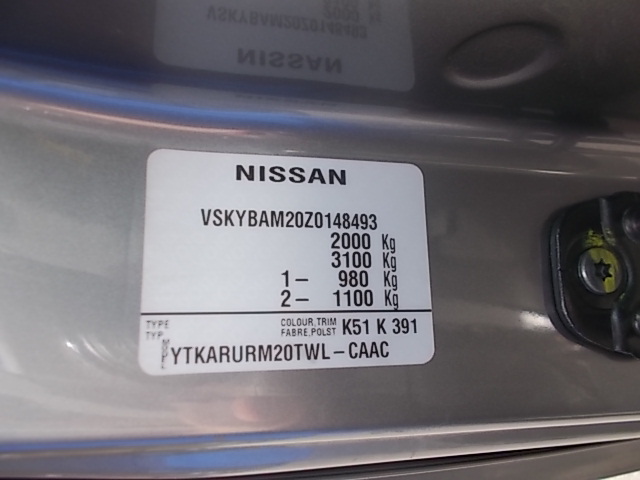 NISSAN
VSKYBAM20Z0148493
2000 Kg
3100 Kg
1– 980 Kg
2– 1100 Kg
TYPE
TYP
COLOUR,TRIM
FABRE,POLST
K51 K 391
YTKARURM20TWL–CAAC